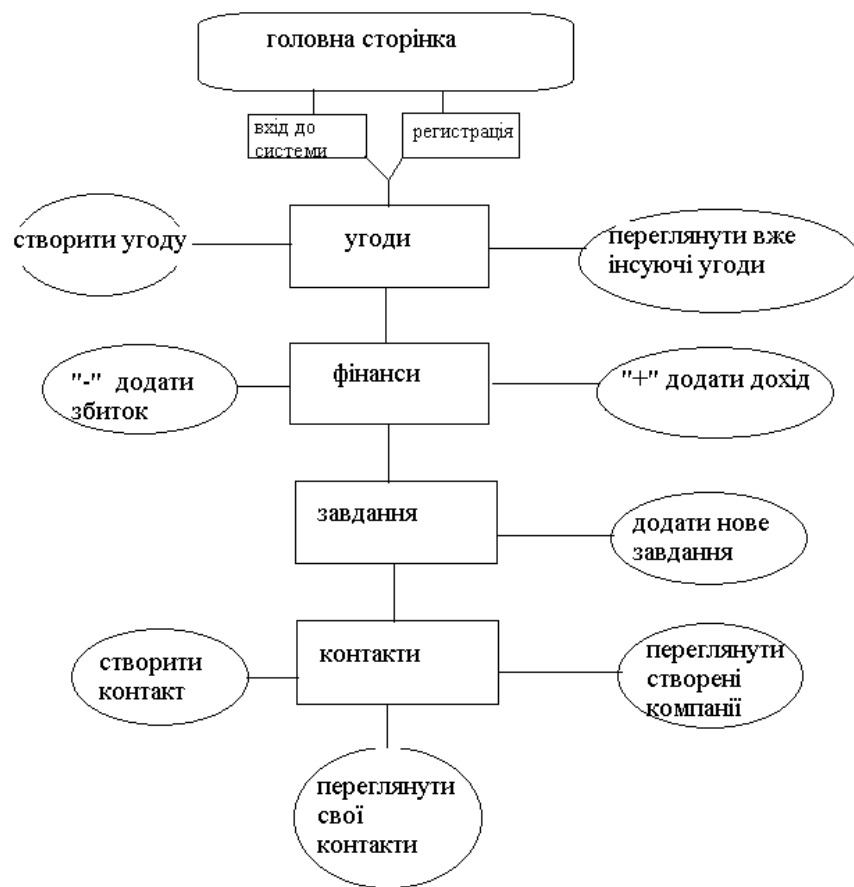 головна сторінка
вхід до
системи
регистрація
створити угоду
угоди
переглянути вже
інсуючі угоди
"-" додати
збиток
фінанси
"+" додати дохід
завдання
додати нове
завдання
створити
контакт
контакти
переглянути
створені
компанії
переглянути
свої
контакти